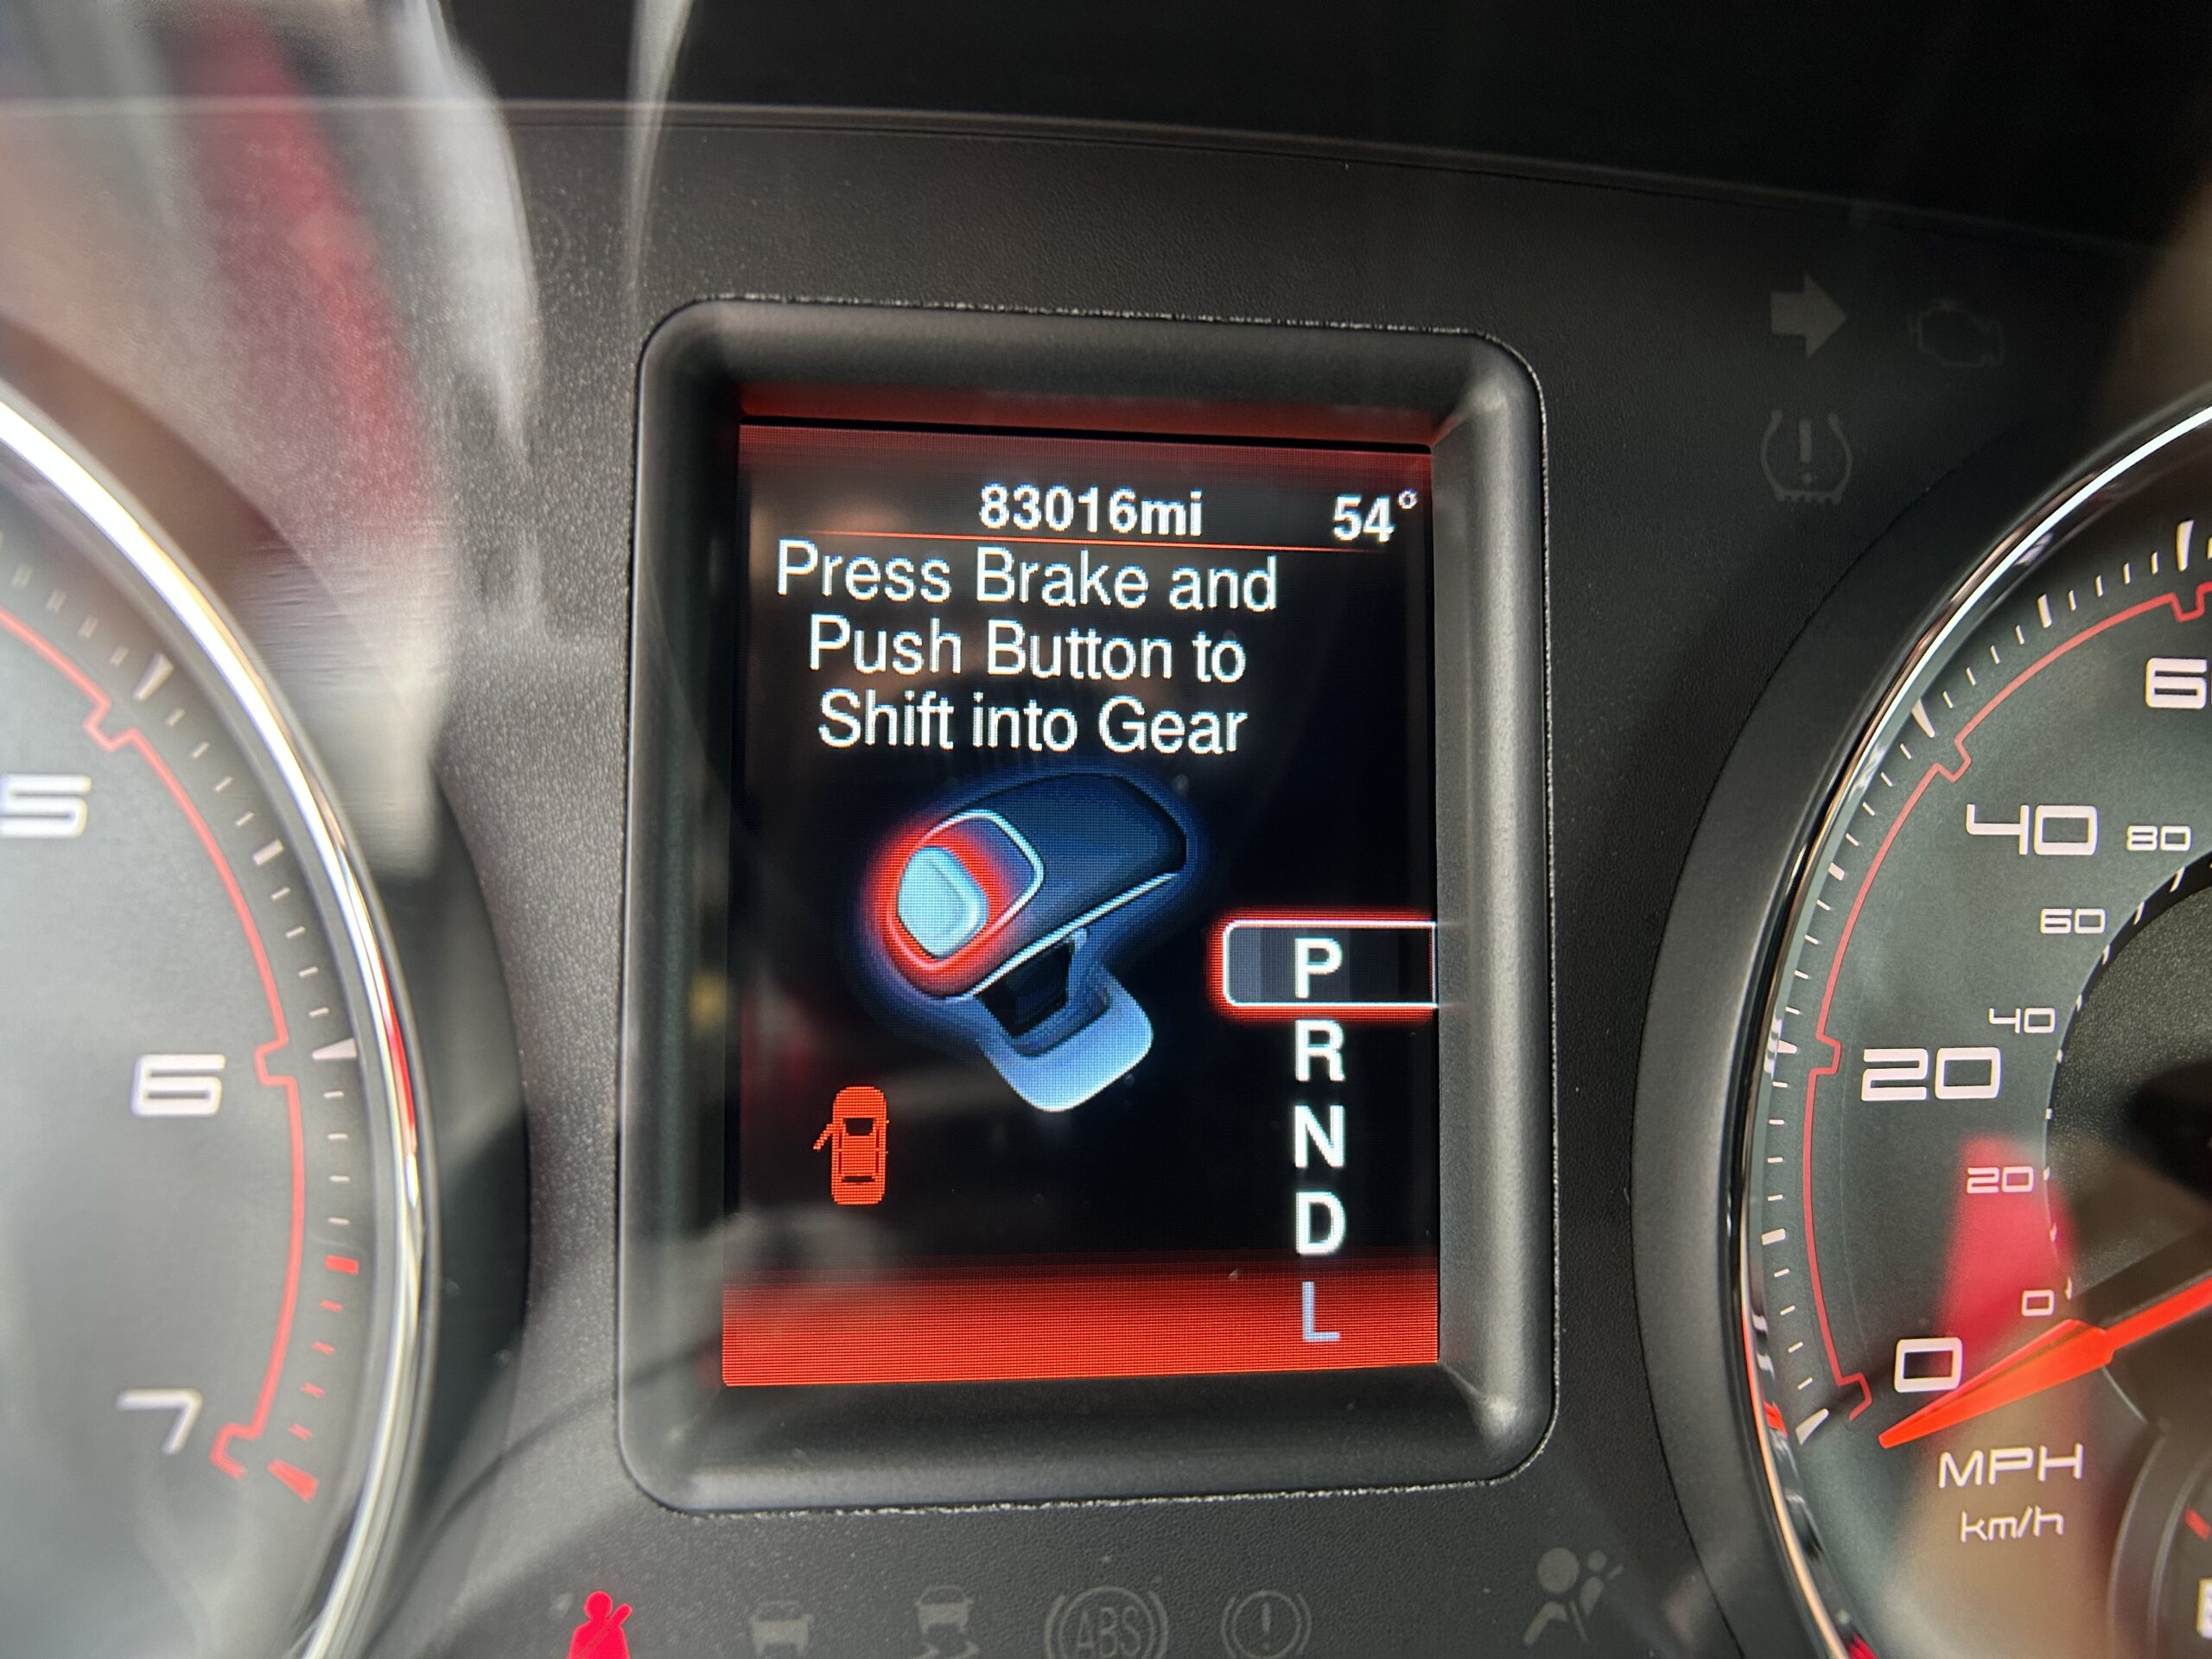 83016mi 54°
Press Brake and
Push Button to
Shift into Gear
P
R
N
D
L
5
6
7
40 80
60
40
20
20
0
0
MPH
km/h
ABS